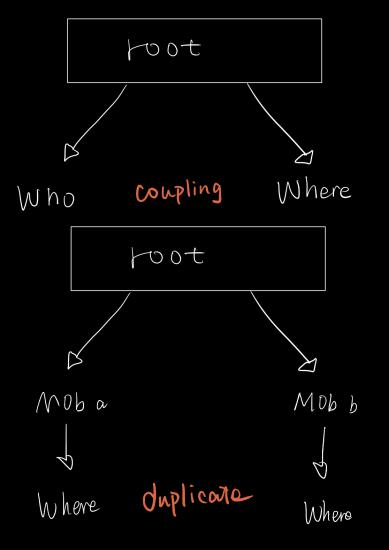 root
Who coupling Where
root
Mob a Mob b
Where duplicate Where